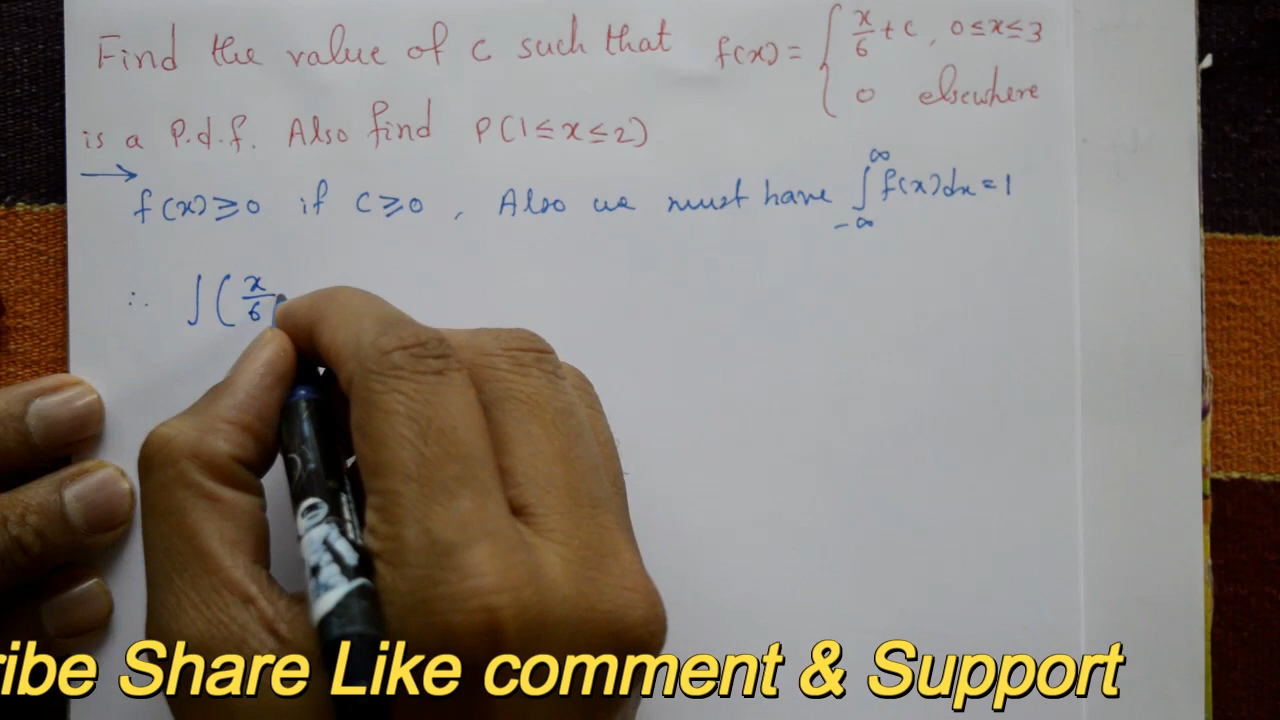 Find the value of c such that f(x) = { x/6 + c, 0≤x≤3
0 elsewhere
is a P.d.f. Also find P(1≤x≤2)
→ f(x)≥0 if c≥0, Also we must have ∫_{-∞}^{∞} f(x)dx=1
∴ ∫(x/6
ribe Share Like comment & Support